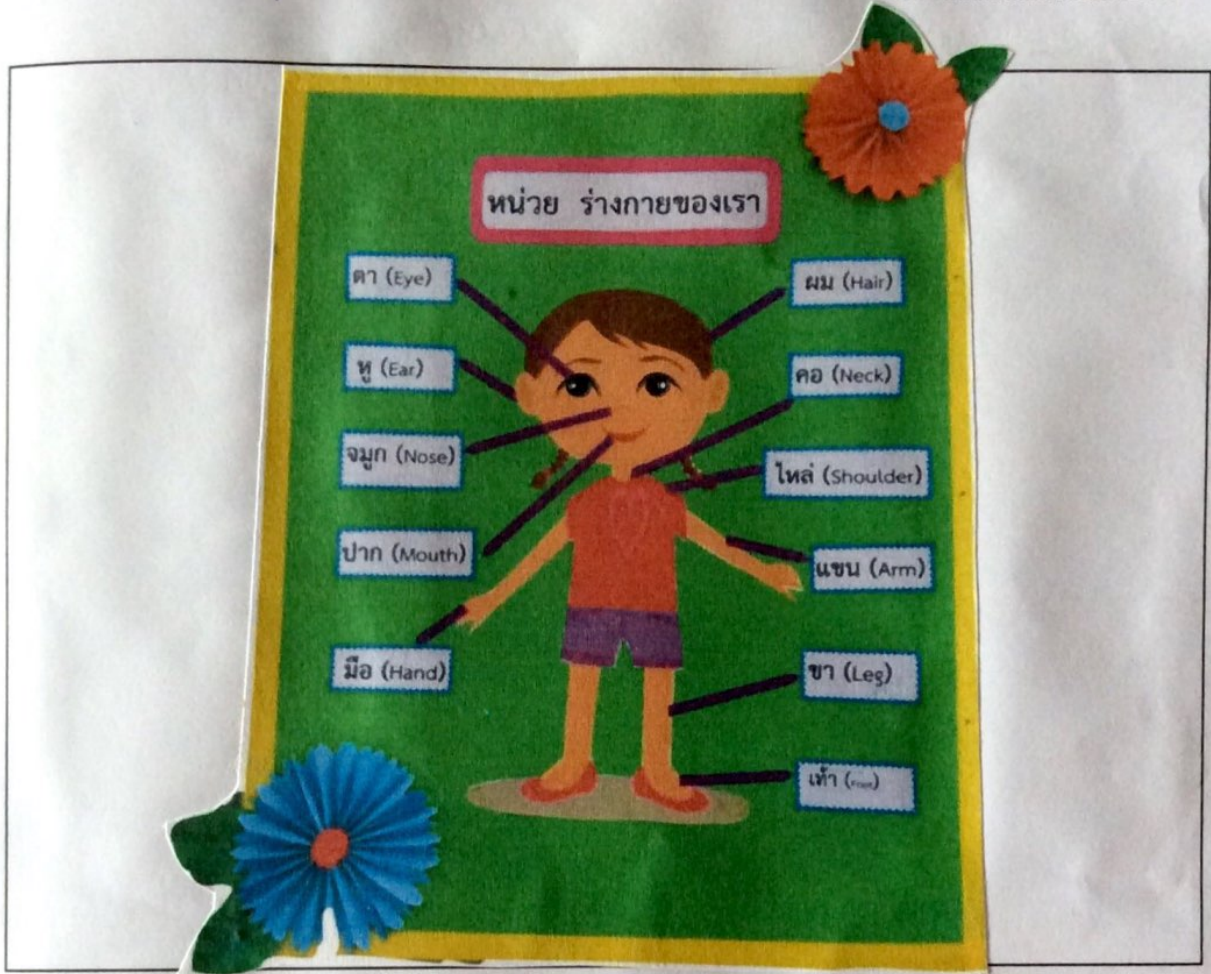 หน่วย ร่างกายของเรา
ตา (Eye)
หู (Ear)
จมูก (Nose)
ปาก (Mouth)
มือ (Hand)
ผม (Hair)
คอ (Neck)
ไหล่ (Shoulder)
แขน (Arm)
ขา (Leg)
เท้า